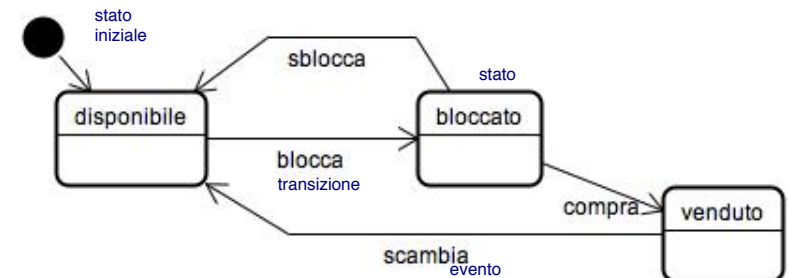 stato
iniziale
sblocca
stato
disponibile
bloccato
blocca
transizione
compra
venduto
scambia
evento